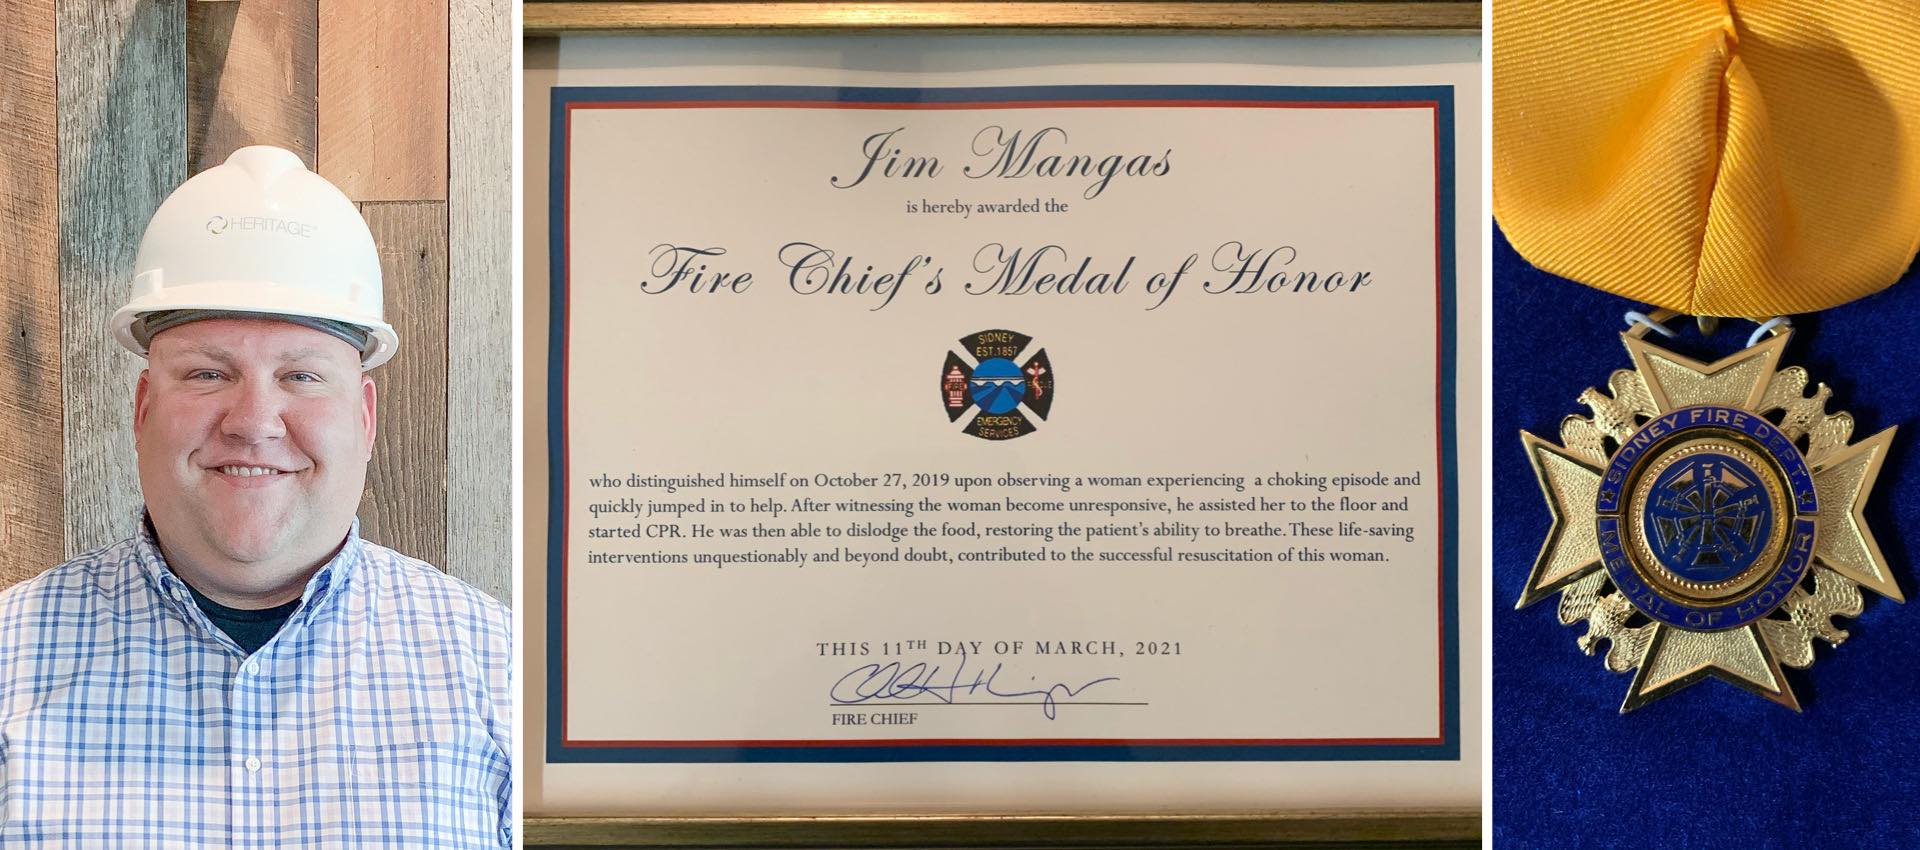 HERITAGE
Jim Mangas
is hereby awarded the
Fire Chief's Medal of Honor
SIDNEY
EST.1857
FIRE
EMERGENCY
SERVICES
who distinguished himself on October 27, 2019 upon observing a woman experiencing a choking episode and
quickly jumped in to help. After witnessing the woman become unresponsive, he assisted her to the floor and
started CPR. He was then able to dislodge the food, restoring the patient's ability to breathe. These life-saving
interventions unquestionably and beyond doubt, contributed to the successful resuscitation of this woman.
THIS 11TH DAY OF MARCH, 2021
FIRE CHIEF
SIDNEY FIRE DEPT.
MEDAL OF HONOR